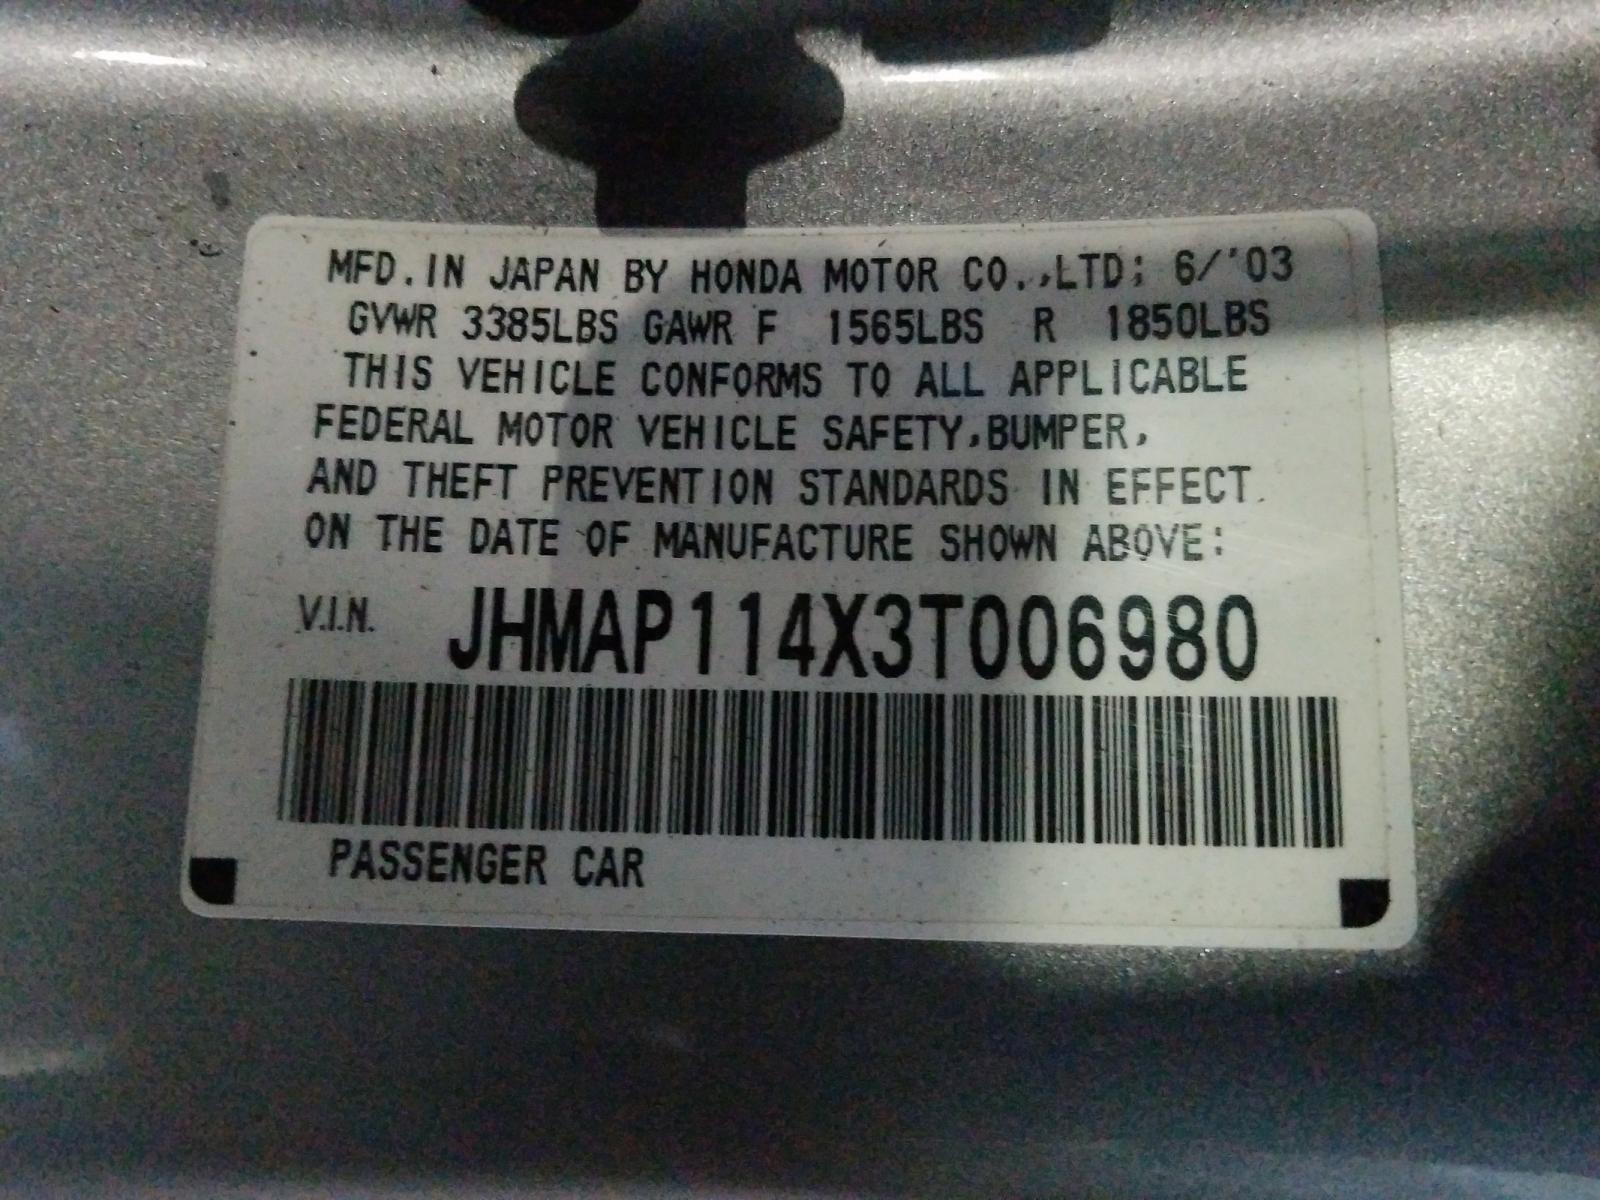 MFD.IN JAPAN BY HONDA MOTOR CO.,LTD; 6/'03
GVWR 3385LBS GAWR F 1565LBS R 1850LBS
THIS VEHICLE CONFORMS TO ALL APPLICABLE
FEDERAL MOTOR VEHICLE SAFETY,BUMPER,
AND THEFT PREVENTION STANDARDS IN EFFECT
ON THE DATE OF MANUFACTURE SHOWN ABOVE:
V.I.N. JHMAP114X3T006980
PASSENGER CAR